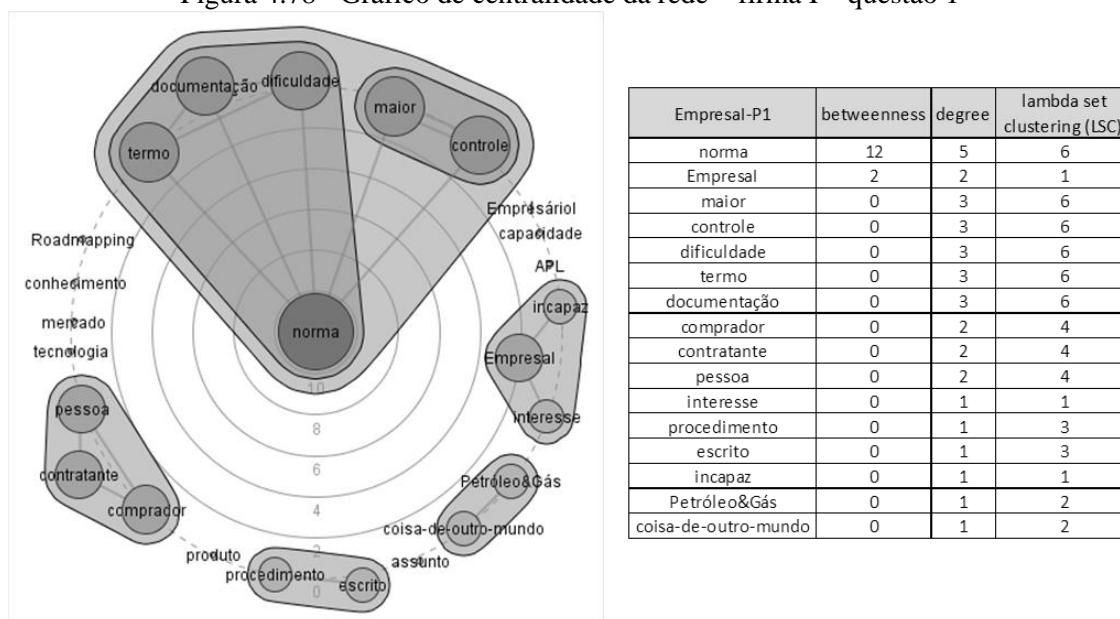 Figura 4.78 - Gráfico de centralidade da rede – firma I – questão 1
documentação
dificuldade
maior
termo
controle
Empresáriol
capacidade
Roadmapping
APL
conhecimento
incapaz
mercado
norma
tecnologia
Empresal
10
pessoa
interesse
8
6
contratante
Petróleo&Gás
4
comprador
coisa-de-outro-mundo
produto
2
assunto
procedimento
escrito
0
Empresal-P1 betweenness degree lambda set clustering (LSC)
norma 12 5 6
Empresal 2 2 1
maior 0 3 6
controle 0 3 6
dificuldade 0 3 6
termo 0 3 6
documentação 0 3 6
comprador 0 2 4
contratante 0 2 4
pessoa 0 2 4
interesse 0 1 1
procedimento 0 1 3
escrito 0 1 3
incapaz 0 1 1
Petróleo&Gás 0 1 2
coisa-de-outro-mundo 0 1 2